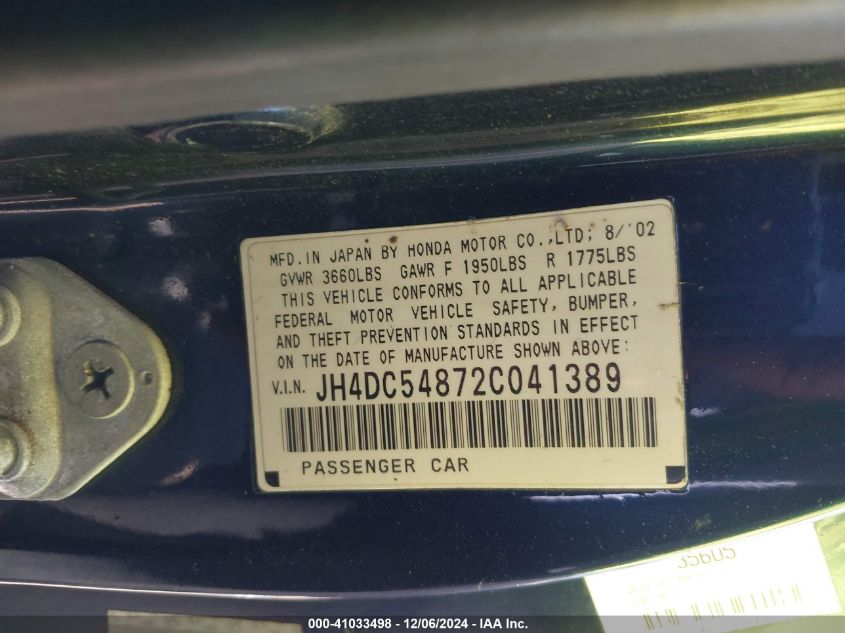 MFD. IN JAPAN BY HONDA MOTOR CO.,LTD; 8/'02
GVWR 3660LBS GAWR F 1950LBS R 1775LBS
THIS VEHICLE CONFORMS TO ALL APPLICABLE
FEDERAL MOTOR VEHICLE SAFETY, BUMPER,
AND THEFT PREVENTION STANDARDS IN EFFECT
ON THE DATE OF MANUFACTURE SHOWN ABOVE:
V.I.N. JH4DC54872C041389
PASSENGER CAR
000-41033498 - 12/06/2024 - IAA Inc.